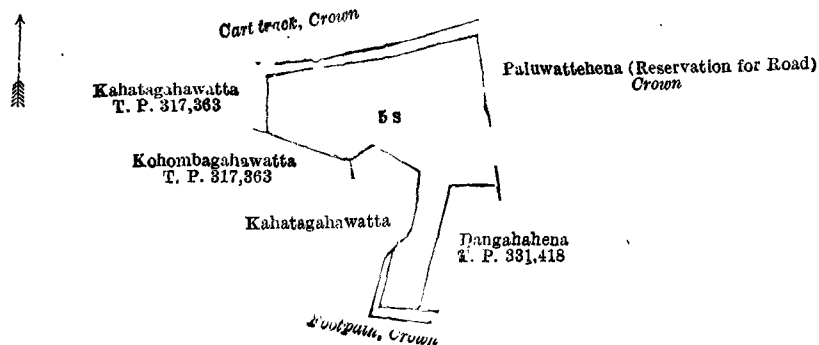 Cart track, Crown
Paluwattehena (Reservation for Road)
Crown
Kahatagahawatta
T. P. 317,363
5 S
Kohombagahawatta
T. P. 317,363
Kahatagahawatta
Dangahahena
T. P. 331,418
Footpath, Crown